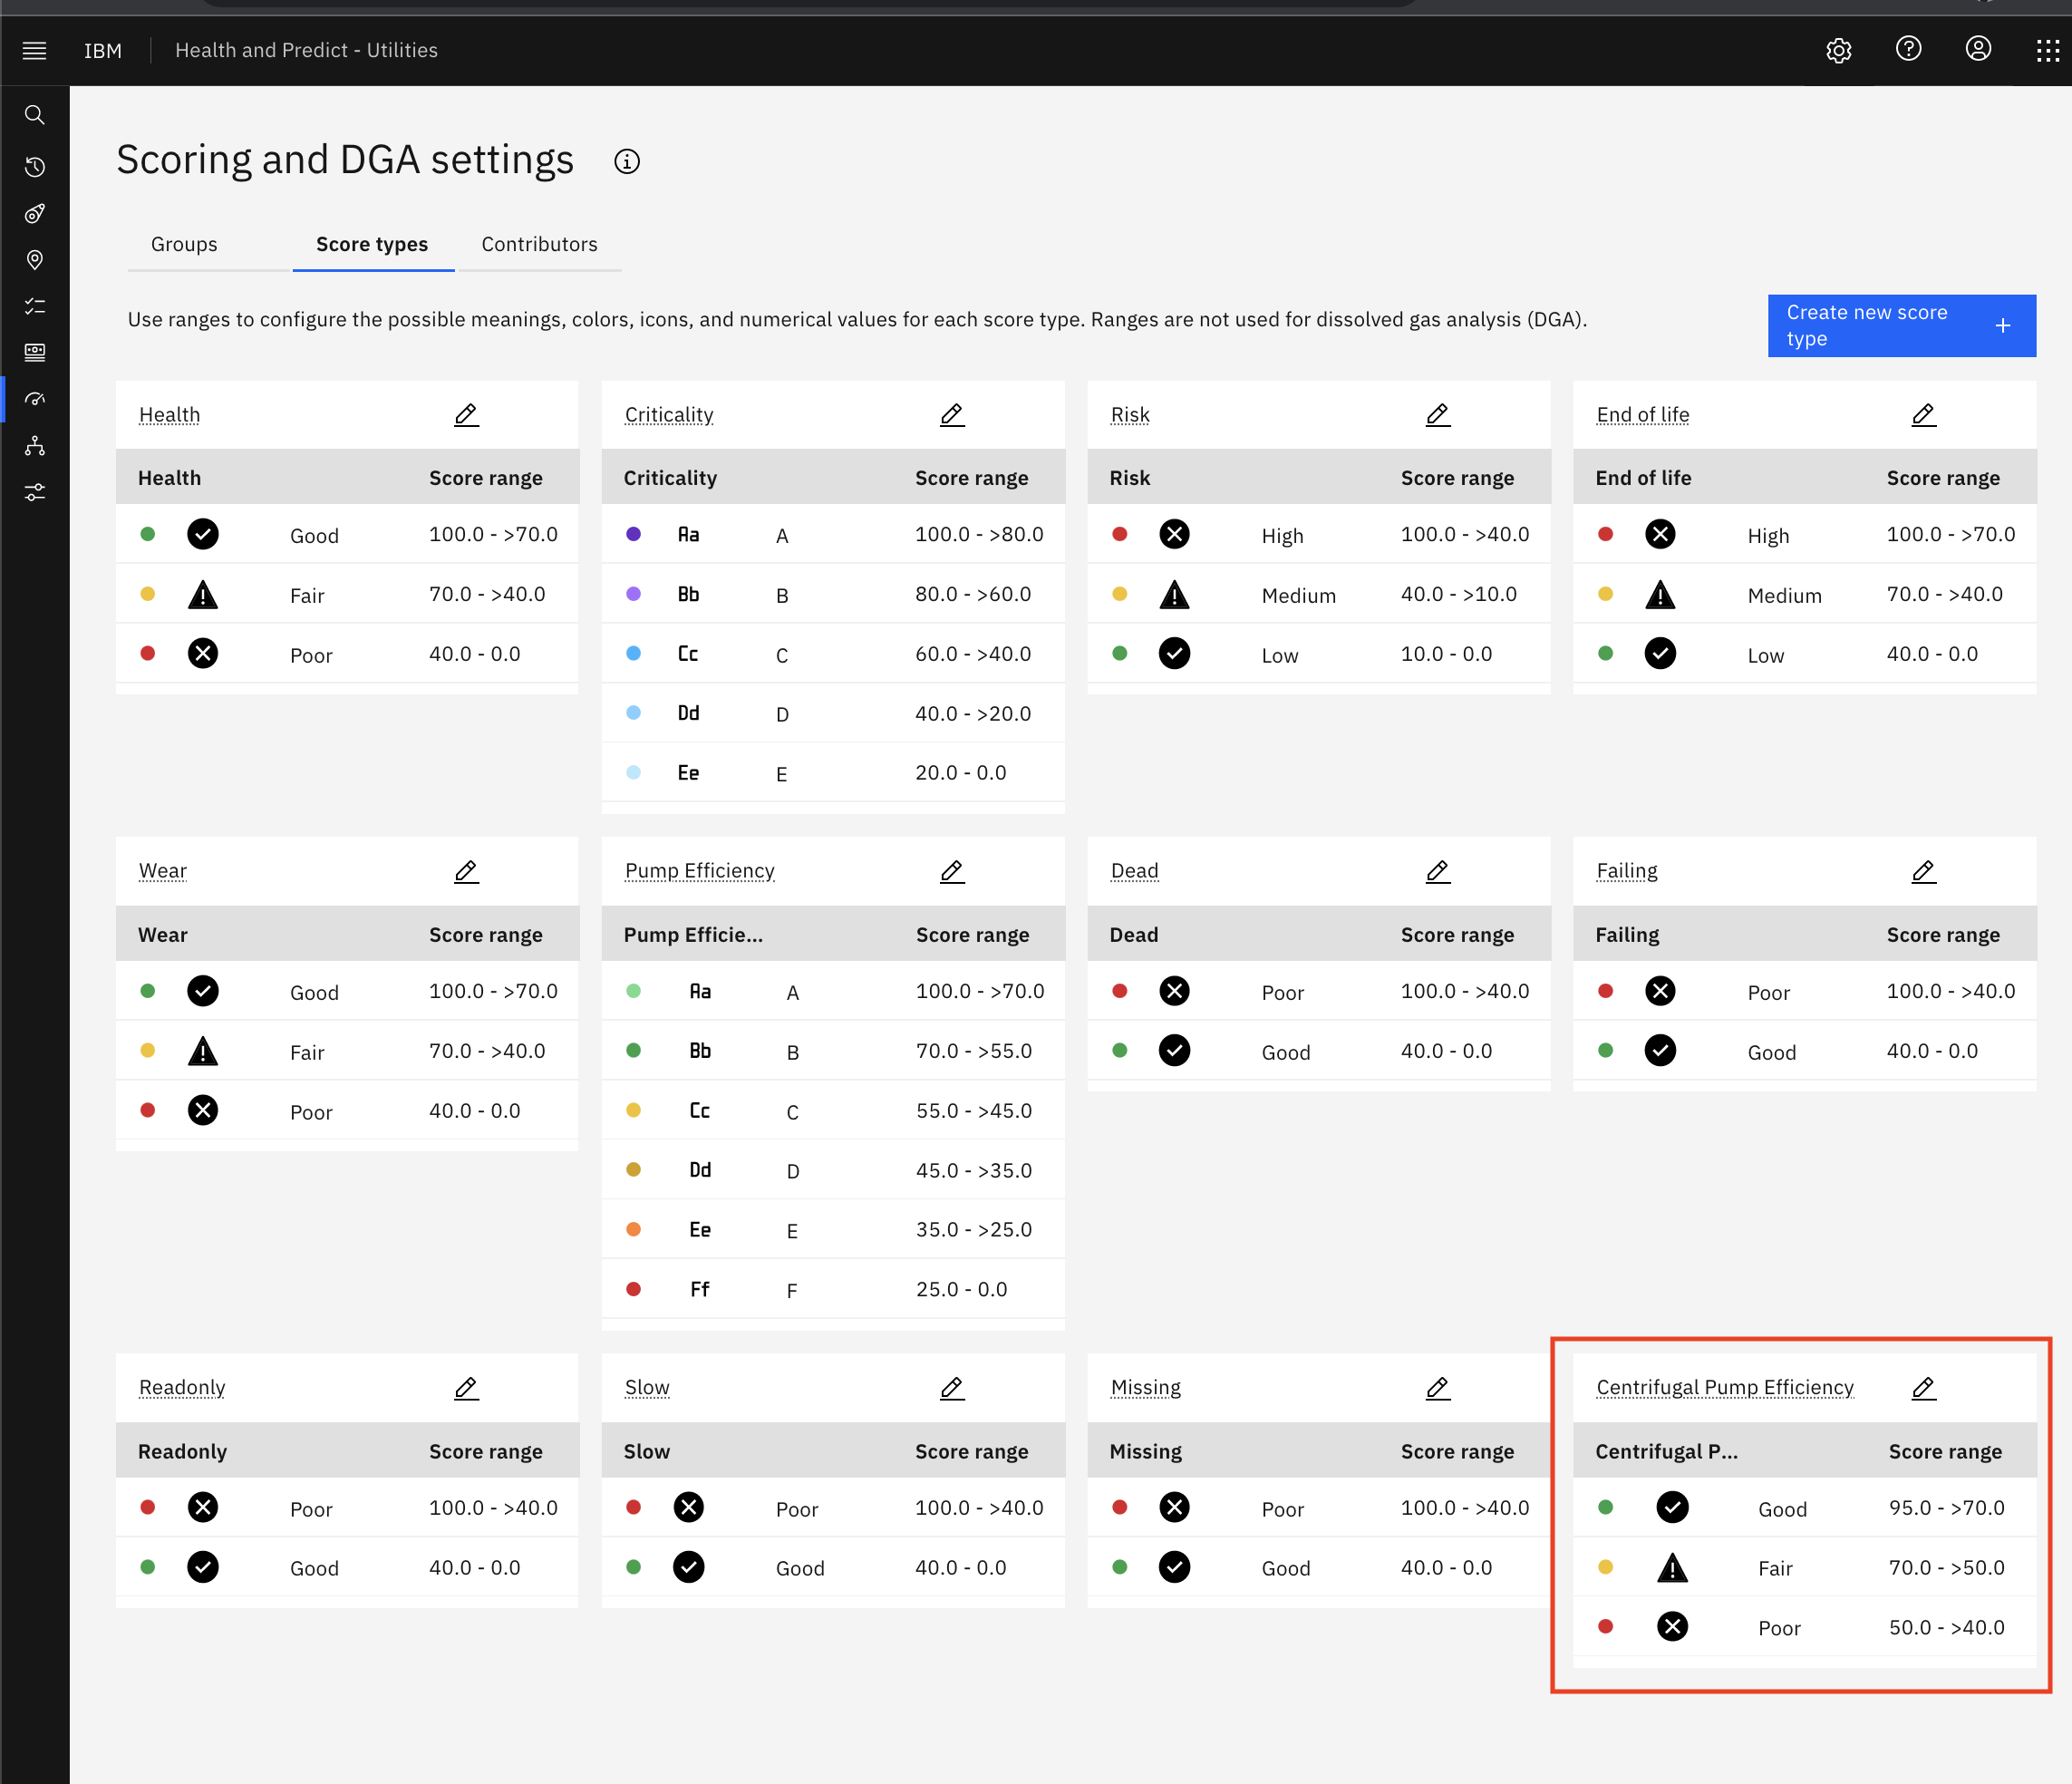 IBM Health and Predict - Utilities
Scoring and DGA settings
Groups Score types Contributors
Use ranges to configure the possible meanings, colors, icons, and numerical values for each score type. Ranges are not used for dissolved gas analysis (DGA).
Create new score
type
Health
Health Score range
Good 100.0 - >70.0
Fair 70.0 - >40.0
Poor 40.0 - 0.0
Criticality
Criticality Score range
Aa A 100.0 - >80.0
Bb B 80.0 - >60.0
Cc C 60.0 - >40.0
Dd D 40.0 - >20.0
Ee E 20.0 - 0.0
Risk
Risk Score range
High 100.0 - >40.0
Medium 40.0 - >10.0
Low 10.0 - 0.0
End of life
End of life Score range
High 100.0 - >70.0
Medium 70.0 - >40.0
Low 40.0 - 0.0
Wear
Wear Score range
Good 100.0 - >70.0
Fair 70.0 - >40.0
Poor 40.0 - 0.0
Pump Efficiency
Pump Efficie... Score range
Aa A 100.0 - >70.0
Bb B 70.0 - >55.0
Cc C 55.0 - >45.0
Dd D 45.0 - >35.0
Ee E 35.0 - >25.0
Ff F 25.0 - 0.0
Dead
Dead Score range
Poor 100.0 - >40.0
Good 40.0 - 0.0
Failing
Failing Score range
Poor 100.0 - >40.0
Good 40.0 - 0.0
Readonly
Readonly Score range
Poor 100.0 - >40.0
Good 40.0 - 0.0
Slow
Slow Score range
Poor 100.0 - >40.0
Good 40.0 - 0.0
Missing
Missing Score range
Poor 100.0 - >40.0
Good 40.0 - 0.0
Centrifugal Pump Efficiency
Centrifugal P... Score range
Good 95.0 - >70.0
Fair 70.0 - >50.0
Poor 50.0 - >40.0